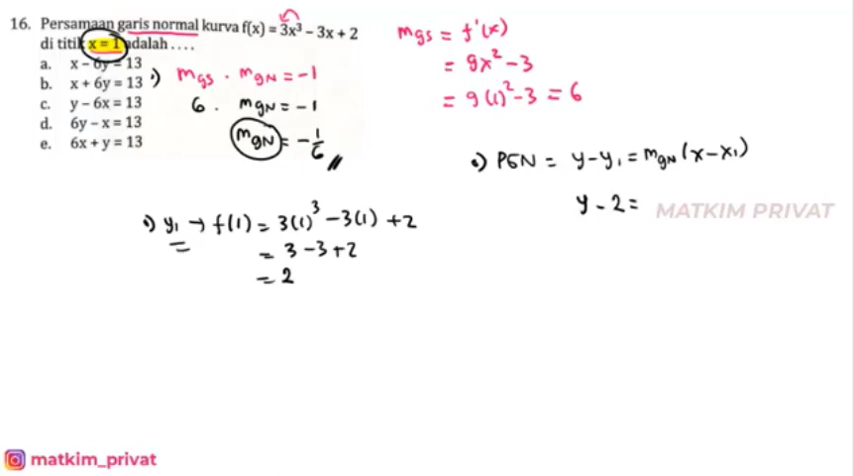 16. Persamaan garis normal kurva f(x) = 3x³ – 3x + 2
di titik x = 1 adalah . . . .
a. x – 6y = 13
b. x + 6y = 13
c. y – 6x = 13
d. 6y – x = 13
e. 6x + y = 13
mgs = f'(x)
= 9x² – 3
= 9(1)² – 3 = 6
•) mgs . mgN = –1
6 . mgN = –1
mgN = –1/6 //
•) y₁ → f(1) = 3(1)³ – 3(1) + 2
= 3 – 3 + 2
= 2
•) PGN = y – y₁ = mgN (x – x₁)
y – 2 =
MATKIM PRIVAT
matkim_privat